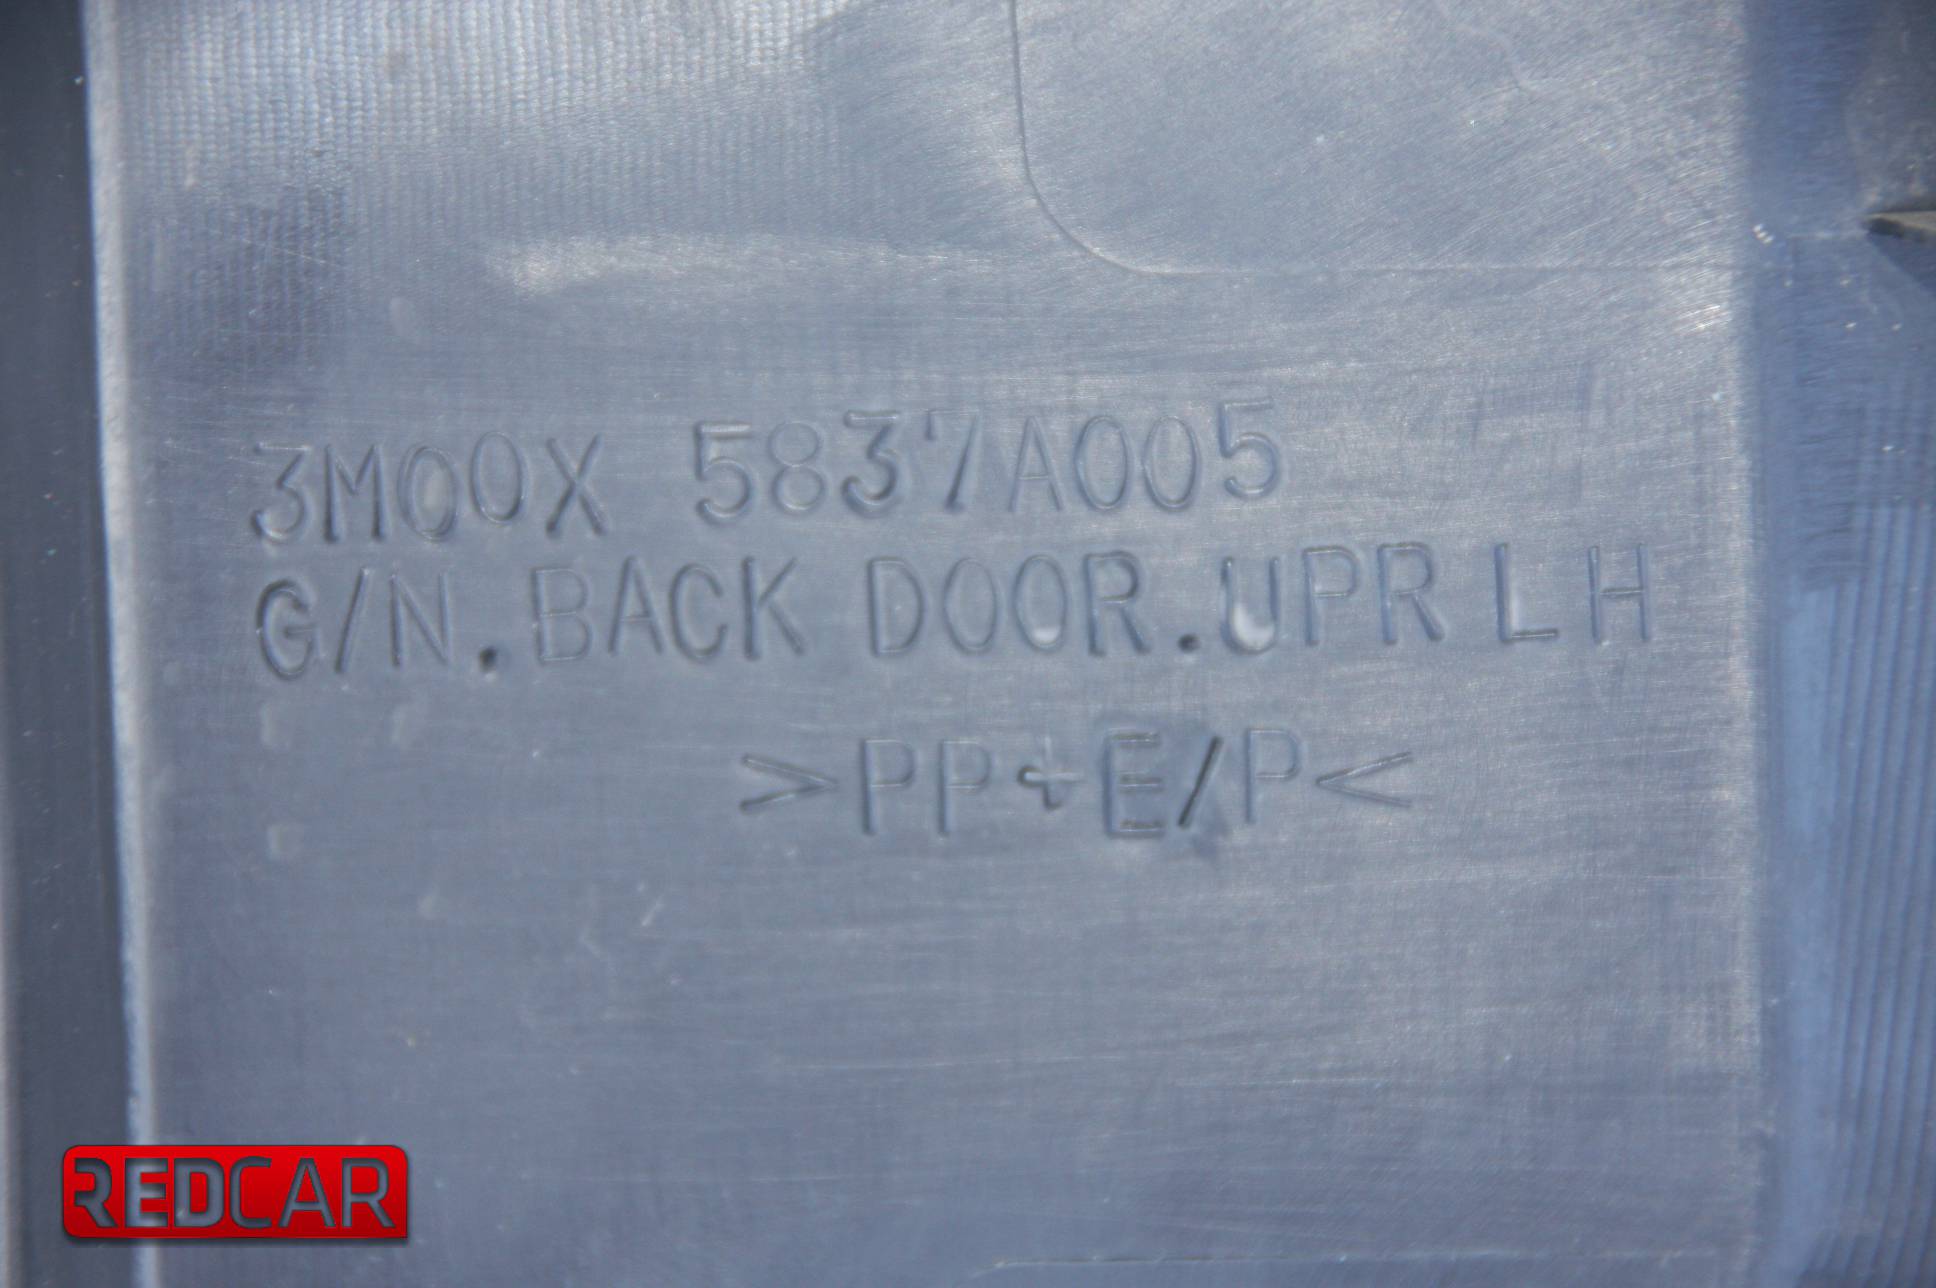 3M00X 5837A005
G/N.BACK DOOR.UPR LH
>PP+E/P<
REDCAR